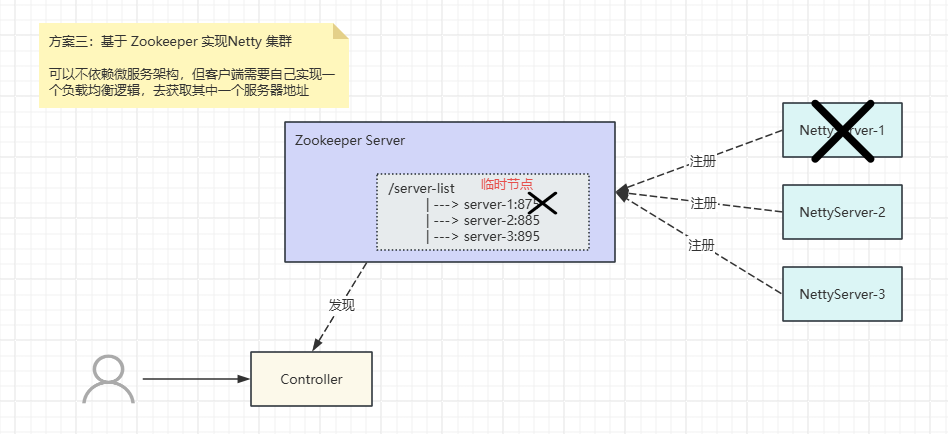 方案三：基于 Zookeeper 实现Netty 集群
可以不依赖微服务架构，但客户端需要自己实现一
个负载均衡逻辑，去获取其中一个服务器地址
Zookeeper Server
/server-list
临时节点
|---> server-1:875
|---> server-2:885
|---> server-3:895
注册
注册
注册
NettyServer-1
NettyServer-2
NettyServer-3
发现
Controller